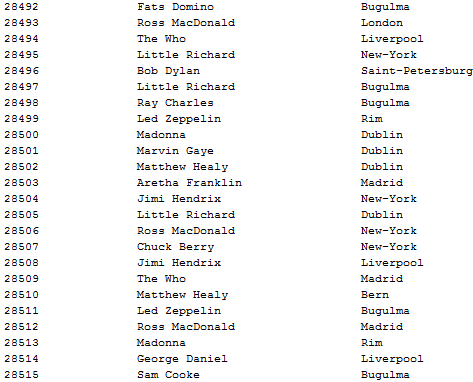 28492 Fats Domino Bugulma
28493 Ross MacDonald London
28494 The Who Liverpool
28495 Little Richard New-York
28496 Bob Dylan Saint-Petersburg
28497 Little Richard Bugulma
28498 Ray Charles Bugulma
28499 Led Zeppelin Rim
28500 Madonna Dublin
28501 Marvin Gaye Dublin
28502 Matthew Healy Dublin
28503 Aretha Franklin Madrid
28504 Jimi Hendrix New-York
28505 Little Richard Dublin
28506 Ross MacDonald New-York
28507 Chuck Berry New-York
28508 Jimi Hendrix Liverpool
28509 The Who Madrid
28510 Matthew Healy Bern
28511 Led Zeppelin Bugulma
28512 Ross MacDonald Madrid
28513 Madonna Rim
28514 George Daniel Liverpool
28515 Sam Cooke Bugulma